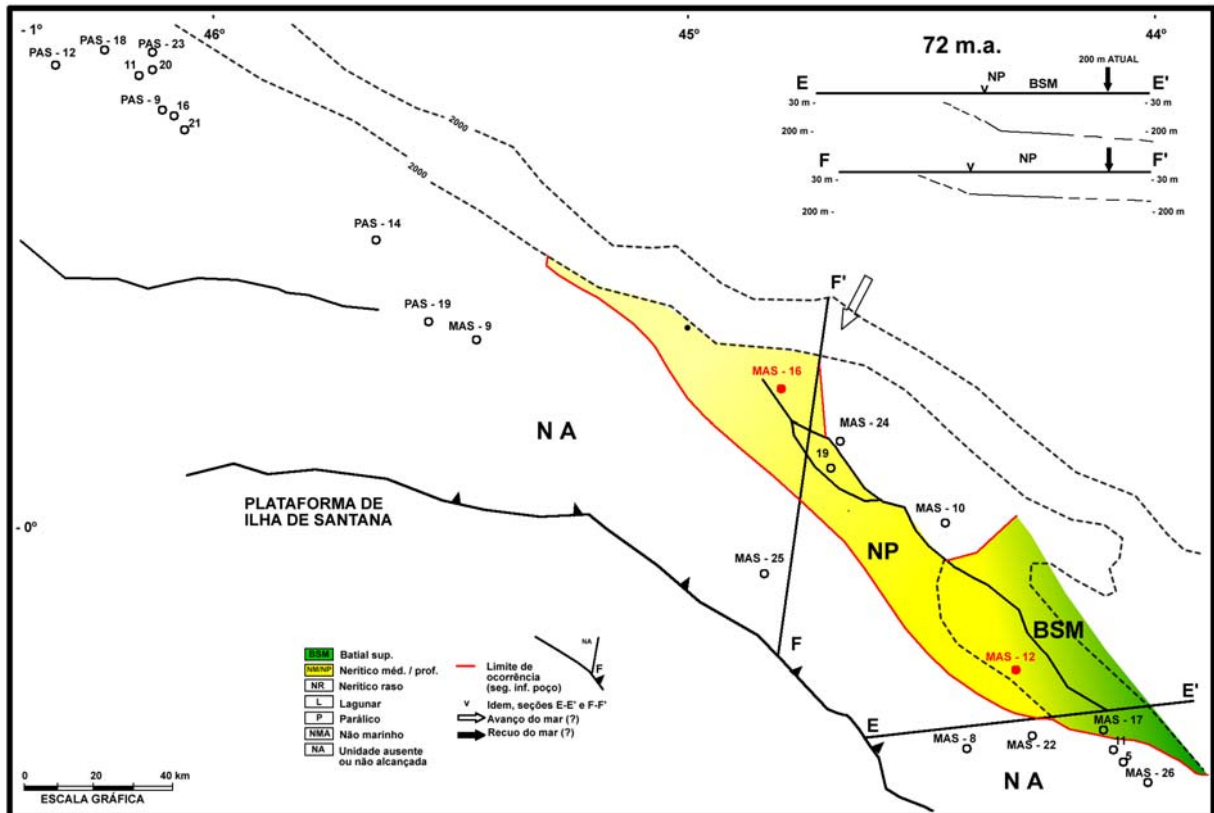 - 1º
46º
45º
44º
PAS - 12
PAS - 18
PAS - 23
11
20
PAS - 9
16
21
2000
2000
72 m.a.
200 m ATUAL
E
NP
BSM
E'
30 m -
- 30 m
200 m -
- 200 m
F
NP
F'
30 m -
- 30 m
200 m -
- 200 m
PAS - 14
PAS - 19
MAS - 9
F'
MAS - 16
MAS - 24
19
N A
MAS - 10
PLATAFORMA DE
ILHA DE SANTANA
- 0º
NP
MAS - 25
BSM
MAS - 12
F
E'
E
MAS - 17
MAS - 8
MAS - 22
11
5
MAS - 26
N A
NA
F
BSM Batial sup.
NM/NP Nerítico méd. / prof.
NR Nerítico raso
L Lagunar
P Parálico
NMA Não marinho
NA Unidade ausente
ou não alcançada
Limite de
ocorrência
(seg. inf. poço)
v Idem, seções E-E' e F-F'
Avanço do mar (?)
Recuo do mar (?)
0 20 40 km
ESCALA GRÁFICA